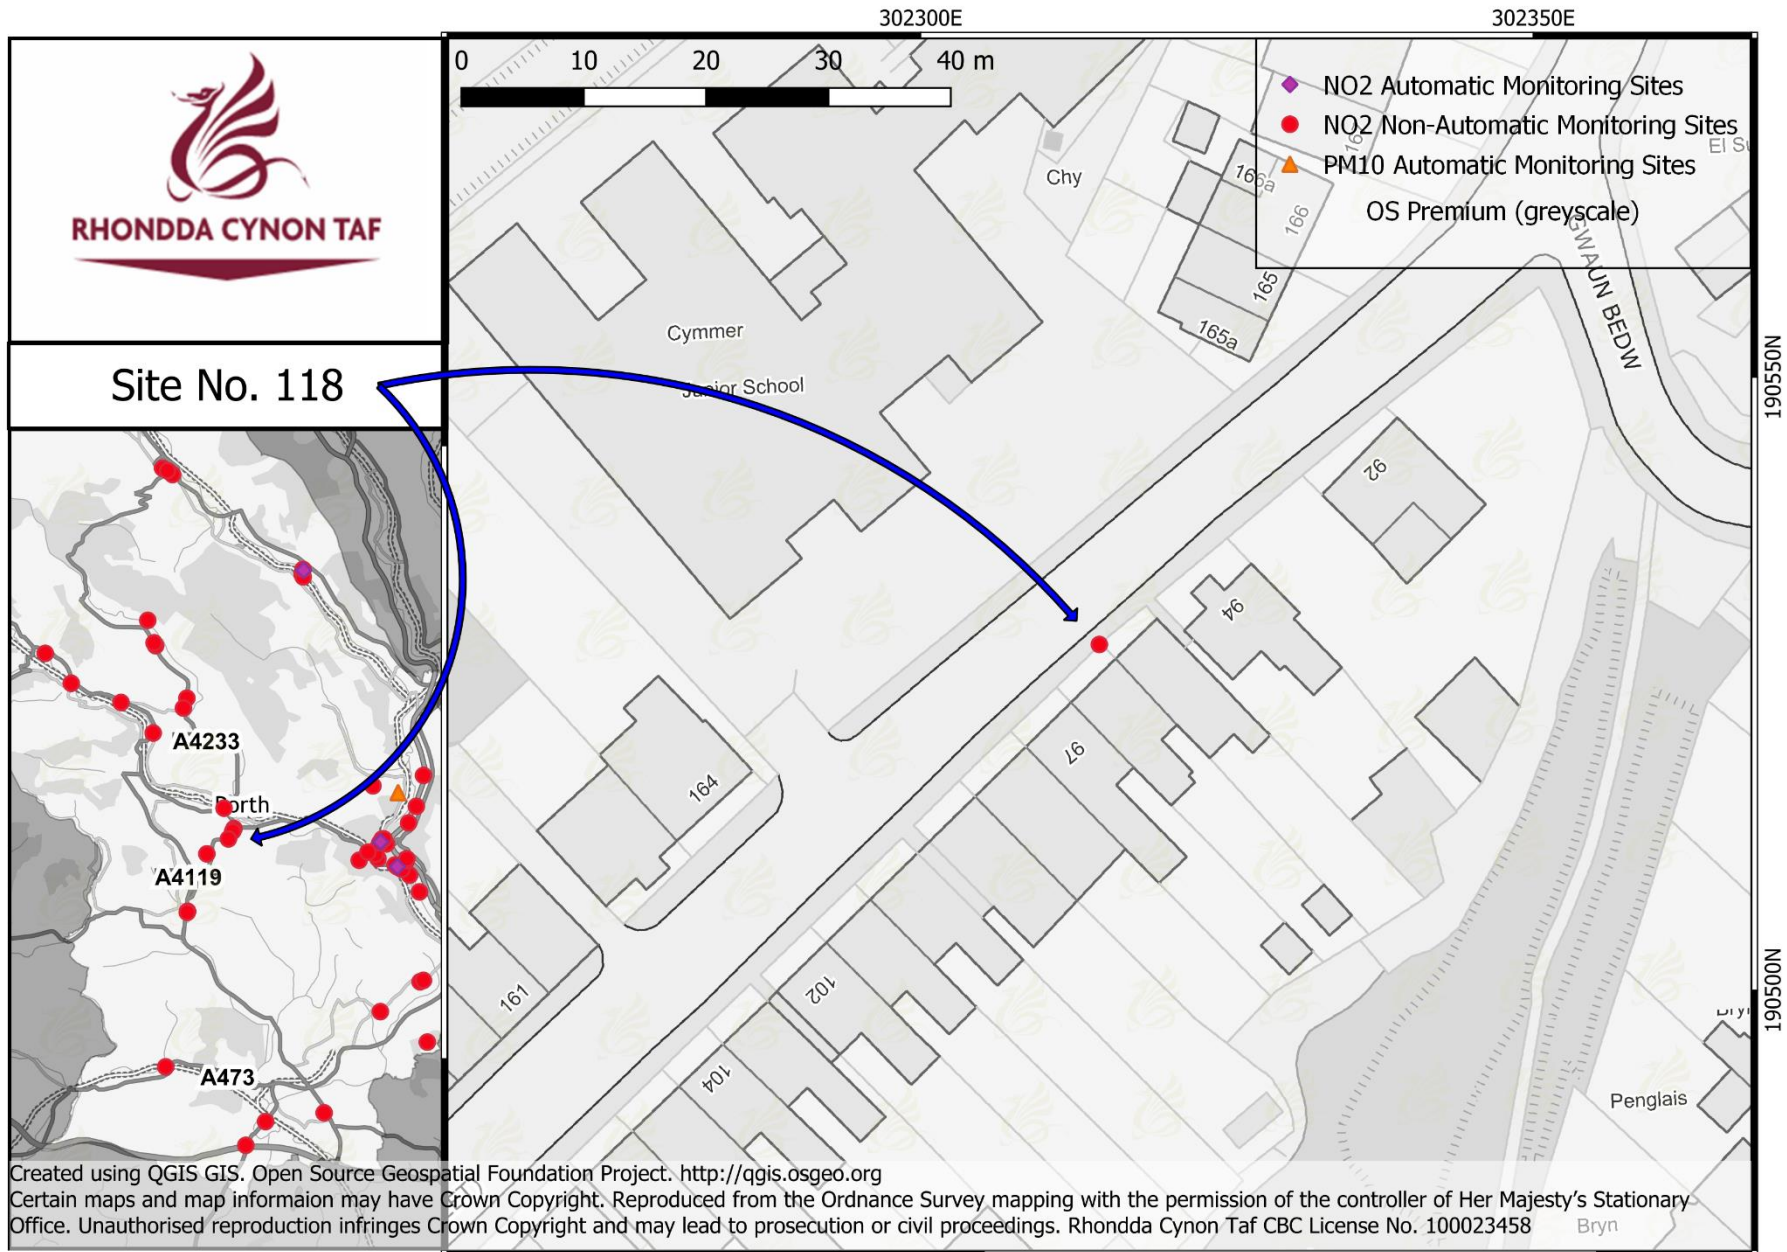 302300E
302350E
RHONDDA CYNON TAF
Site No. 118
0 10 20 30 40 m
NO2 Automatic Monitoring Sites
NO2 Non-Automatic Monitoring Sites
PM10 Automatic Monitoring Sites
OS Premium (greyscale)
Chy
166a
166
165
165a
GWAUN BEDW
Cymmer
Junior School
190550N
92
94
97
164
161
102
104
190500N
Penglais
Bryn
A4233
Porth
A4119
A473
Created using QGIS GIS. Open Source Geospatial Foundation Project. http://qgis.osgeo.org
Certain maps and map informaion may have Crown Copyright. Reproduced from the Ordnance Survey mapping with the permission of the controller of Her Majesty's Stationary
Office. Unauthorised reproduction infringes Crown Copyright and may lead to prosecution or civil proceedings. Rhondda Cynon Taf CBC License No. 100023458